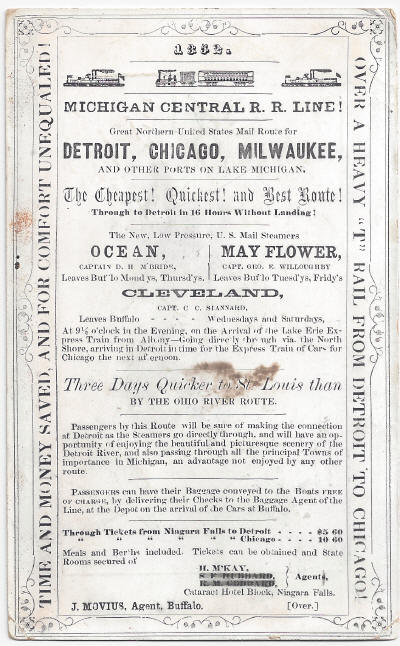 1852.
MICHIGAN CENTRAL R. R. LINE!
Great Northern United States Mail Route for
DETROIT, CHICAGO, MILWAUKEE,
AND OTHER PORTS ON LAKE MICHIGAN.
The Cheapest! Quickest! and Best Route!
Through to Detroit in 16 Hours Without Landing!
The New, Low Pressure, U. S. Mail Steamers
OCEAN, MAY FLOWER,
CAPTAIN D. H M'BRIDE, CAPT. GEO. E. WILLOUGHBY
Leaves Buf'lo Mond'ys, Thursd'ys. Leaves Buf'lo Tuesd'ys, Frid'ys
CLEVELAND,
CAPT. C C STANNARD,
Leaves Buffalo - - - - Wednesdays and Saturdays,
At 9½ o'clock in the Evening, on the Arrival of the Lake Erie Ex-
press Train from Albany—Going directly through via. the North
Shore, arriving in Detroit in time for the Express Train of Cars for
Chicago the next afternoon.
Three Days Quicker to St. Louis than
BY THE OHIO RIVER ROUTE.
Passengers by this Route will be sure of making the connection
at Detroit as the Steamers go directly through, and will have an op-
portunity of enjoying the beautiful and picturesque scenery of the
Detroit River, and also passing through all the principal Towns of
importance in Michigan, an advantage not enjoyed by any other
route.
PASSENGERS can have their Baggage conveyed to the Boats FREE
OF CHARGE, by delivering their Checks to the Baggage Agent of the
Line, at the Depot on the arrival of the Cars at Buffalo.
Through Tickets from Niagara Falls to Detroit - - - - $5 60
" " " " " " Chicago - - - - 10 60
Meals and Berths included. Tickets can be obtained and State
Rooms secured of
H. M'KAY,
S. E HUBBARD, } Agents,
R. M. GODDARD,
Cataract Hotel Block, Niagara Falls.
J. MOVIUS, Agent, Buffalo. [Over.]
TIME AND MONEY SAVED, AND FOR COMFORT UNEQUALED!
OVER A HEAVY "T" RAIL FROM DETROIT TO CHICAGO!